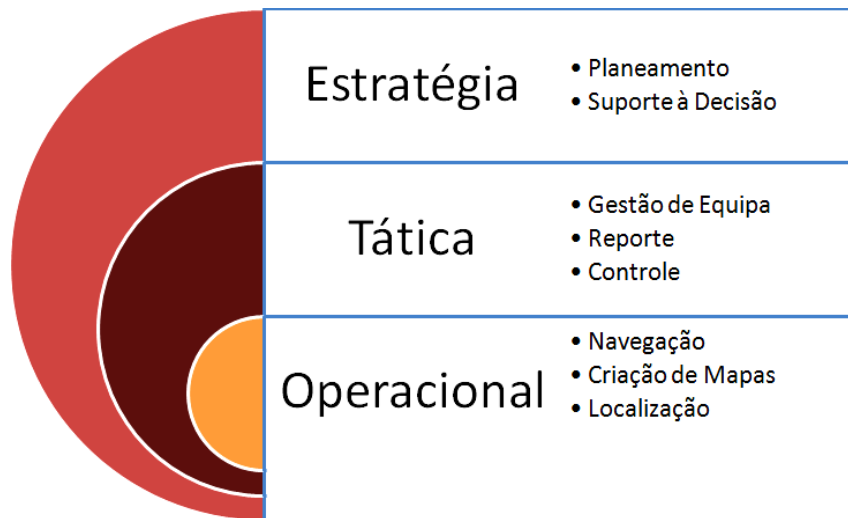 Estratégia
• Planeamento
• Suporte à Decisão
Tática
• Gestão de Equipa
• Reporte
• Controle
Operacional
• Navegação
• Criação de Mapas
• Localização